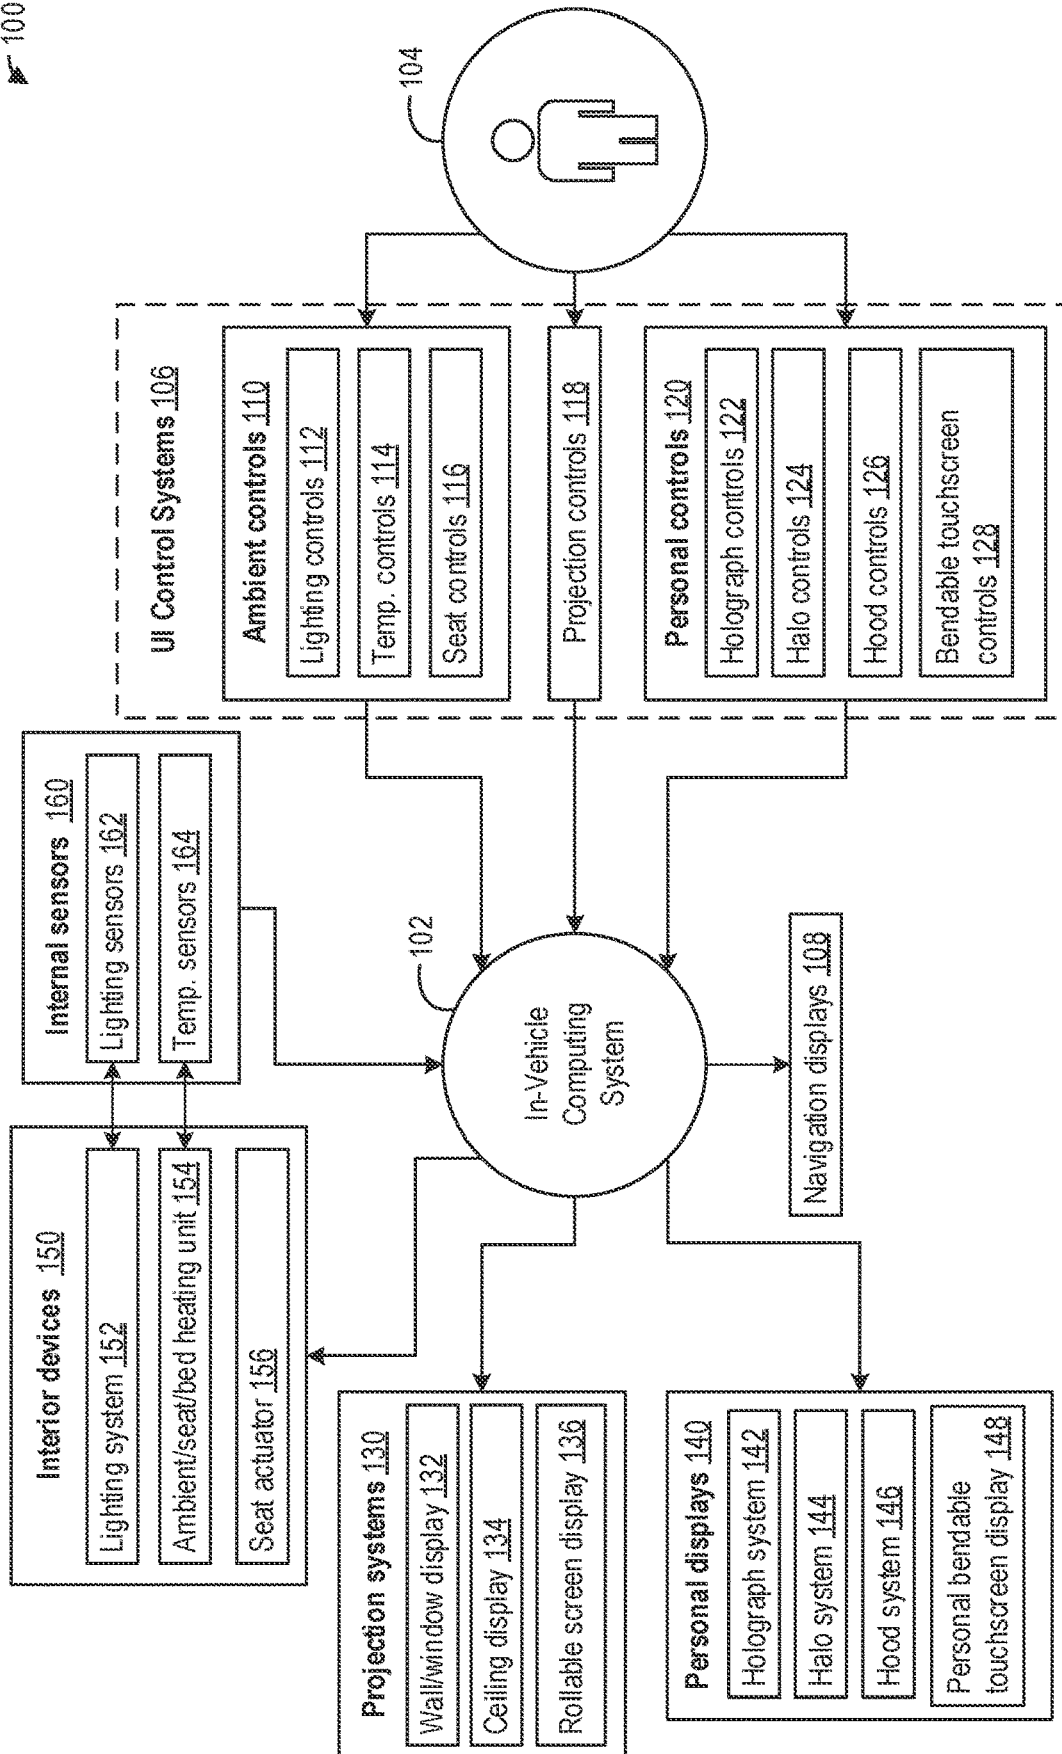 100
Interior devices 150
Lighting system 152
Ambient/seat/bed heating unit 154
Seat actuator 156
Internal sensors 160
Lighting sensors 162
Temp. sensors 164
UI Control Systems 106
Ambient controls 110
Lighting controls 112
Temp. controls 114
Seat controls 116
Projection controls 118
Personal controls 120
Holograph controls 122
Halo controls 124
Hood controls 126
Bendable touchscreen
controls 128
104
102
In-Vehicle
Computing
System
Projection systems 130
Wall/window display 132
Ceiling display 134
Rollable screen display 136
Personal displays 140
Holograph system 142
Halo system 144
Hood system 146
Personal bendable
touchscreen display 148
Navigation displays 108